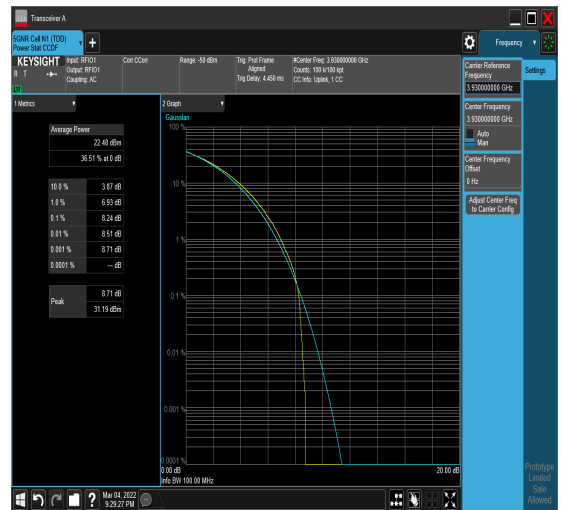 Transceiver A
5GNR Cell N1 (TDD)
Power Stat CCDF
Frequency
KEYSIGHT
R T
LXI
Input: RFIO1
Output: RFIO1
Coupling: AC
Corr CCorr
Range: -50 dBm
Trig: Prot Frame
Aligned
Trig Delay: 4.450 ms
#Center Freq: 3.930000000 GHz
Counts: 100 k/100 kpt
CC Info: Uplink, 1 CC
Carrier Reference
Frequency
3.930000000 GHz
Settings
Center Frequency
3.930000000 GHz
Auto
Man
Center Frequency
Offset
0 Hz
Adjust Center Freq
to Carrier Config
1 Metrics
Average Power
22.48 dBm
36.51 % at 0 dB
10.0 % 3.87 dB
1.0 % 6.93 dB
0.1 % 8.24 dB
0.01 % 8.51 dB
0.001 % 8.71 dB
0.0001 % --- dB
Peak 8.71 dB
31.19 dBm
2 Graph
Gaussian
100 %
10 %
1 %
0.1 %
0.01 %
0.001 %
0.0001 %
0.00 dB 20.00 dB
Info BW 100.00 MHz
Prototype
Limited
Sale
Allowed
?
Mar 04, 2022
9:29:27 PM